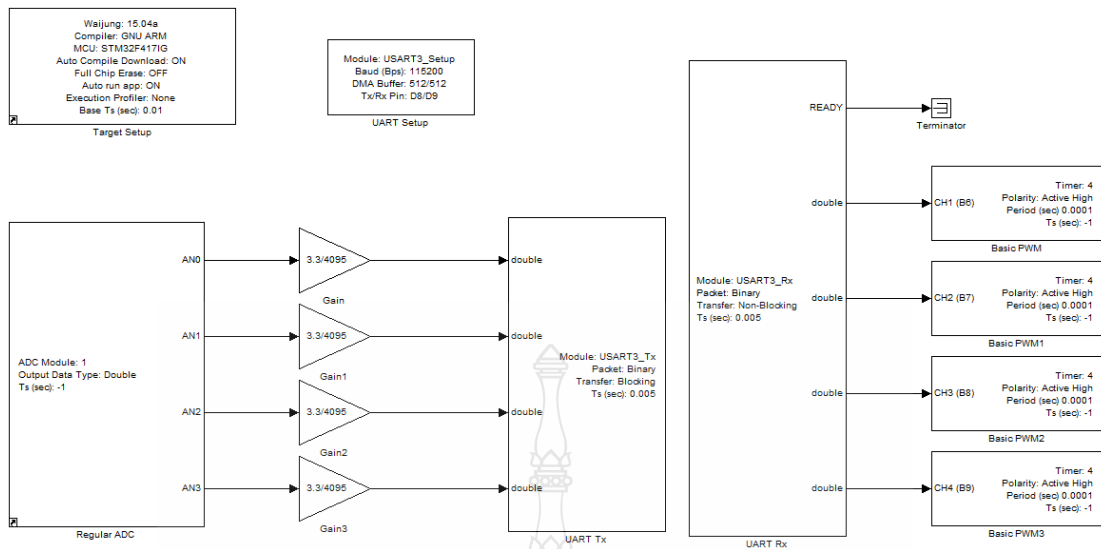 Waijung: 15.04a
Compiler: GNU ARM
MCU: STM32F417IG
Auto Compile Download: ON
Full Chip Erase: OFF
Auto run app: ON
Execution Profiler: None
Base Ts (sec): 0.01
Target Setup
Module: USART3_Setup
Baud (Bps): 115200
DMA Buffer: 512/512
Tx/Rx Pin: D8/D9
UART Setup
ADC Module: 1
Output Data Type: Double
Ts (sec): -1
AN0
AN1
AN2
AN3
Regular ADC
3.3/4095
Gain
3.3/4095
Gain1
3.3/4095
Gain2
3.3/4095
Gain3
double
double
double
double
Module: USART3_Tx
Packet: Binary
Transfer: Blocking
Ts (sec): 0.005
UART Tx
Module: USART3_Rx
Packet: Binary
Transfer: Non-Blocking
Ts (sec): 0.005
READY
double
double
double
double
UART Rx
Terminator
CH1 (B6)
Timer: 4
Polarity: Active High
Period (sec) 0.0001
Ts (sec): -1
Basic PWM
CH2 (B7)
Timer: 4
Polarity: Active High
Period (sec) 0.0001
Ts (sec): -1
Basic PWM1
CH3 (B8)
Timer: 4
Polarity: Active High
Period (sec) 0.0001
Ts (sec): -1
Basic PWM2
CH4 (B9)
Timer: 4
Polarity: Active High
Period (sec) 0.0001
Ts (sec): -1
Basic PWM3